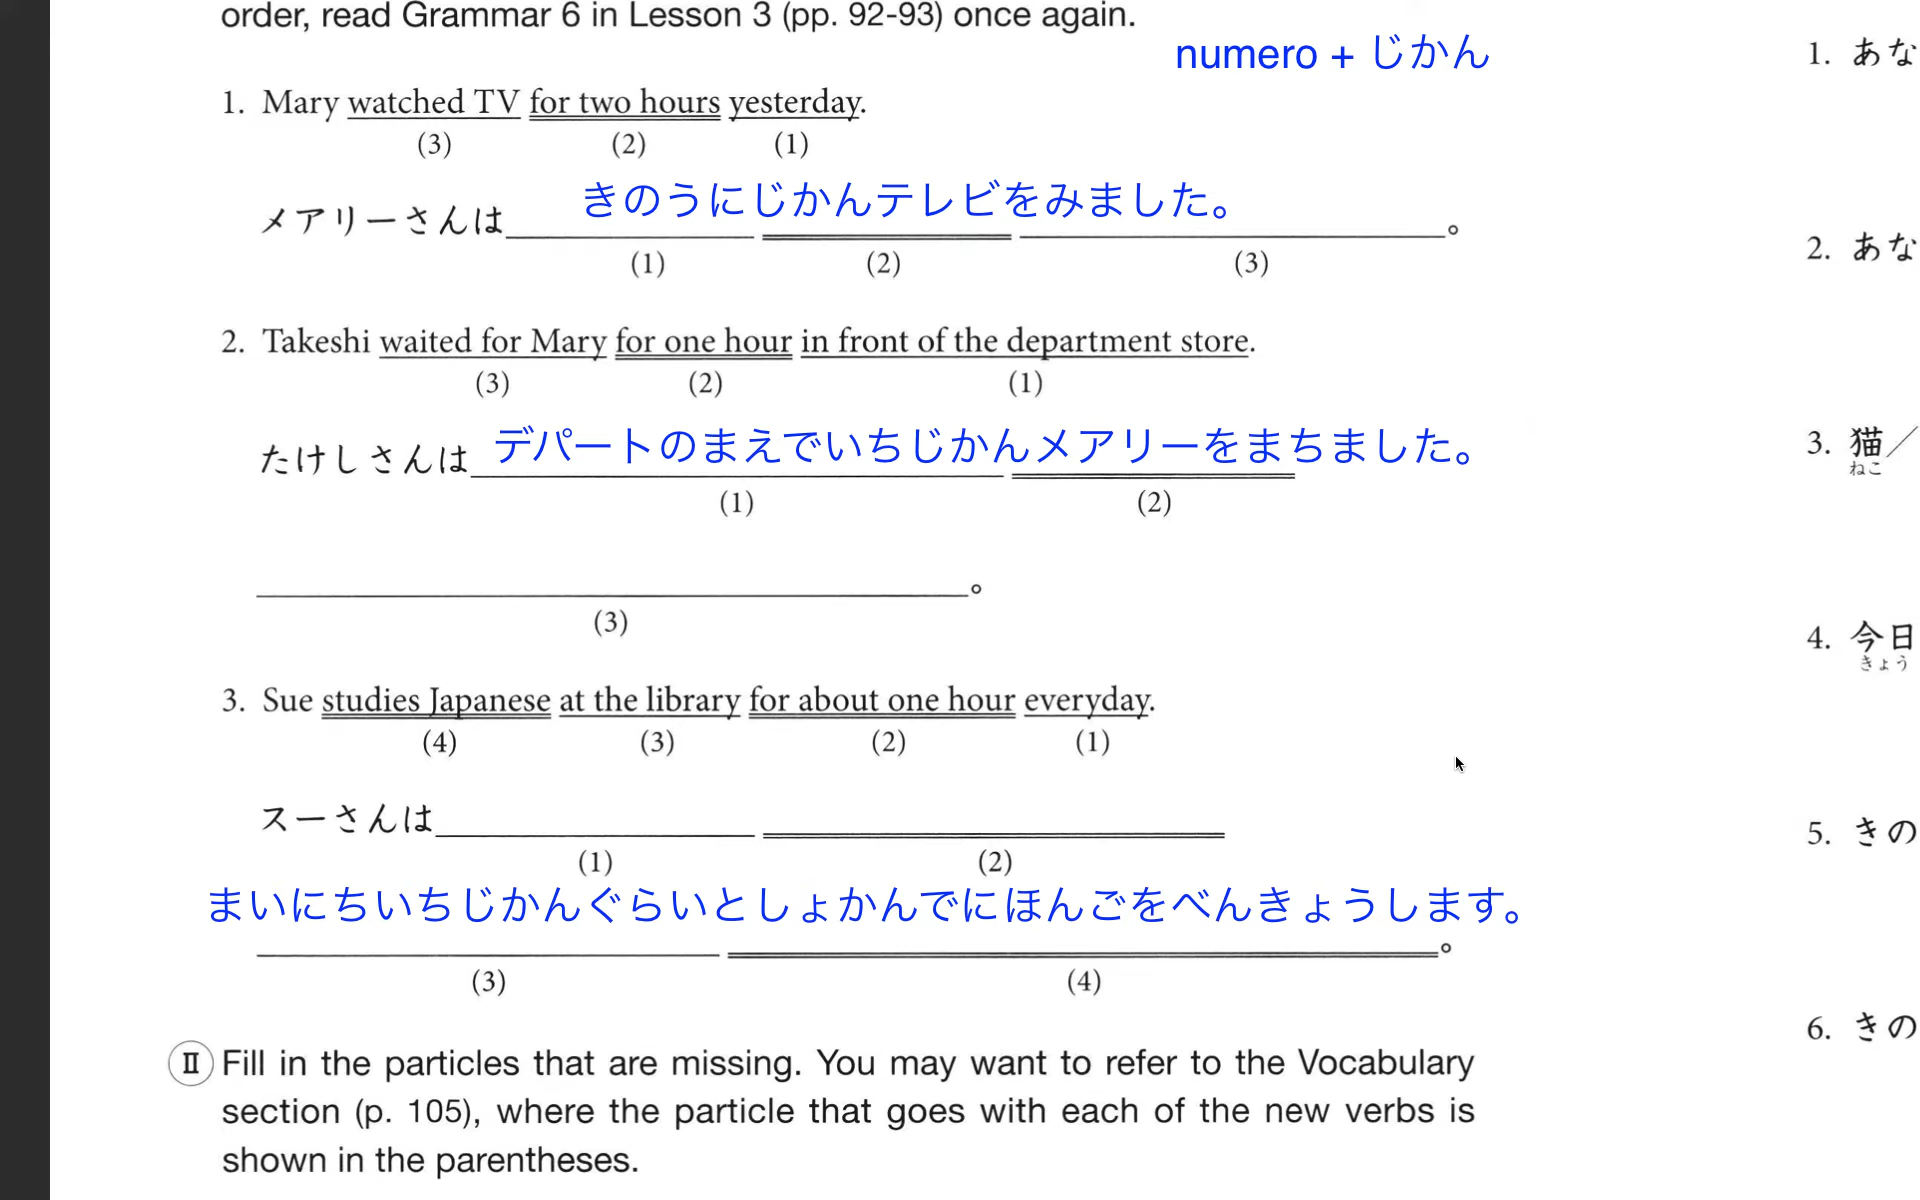 order, read Grammar 6 in Lesson 3 (pp. 92-93) once again.
numero + じかん
1. Mary watched TV for two hours yesterday.
(3) (2) (1)
きのうにじかんテレビをみました。
メアリーさんは 。
(1) (2) (3)
2. Takeshi waited for Mary for one hour in front of the department store.
(3) (2) (1)
デパートのまえでいちじかんメアリーをまちました。
たけしさんは
(1) (2)
。
(3)
3. Sue studies Japanese at the library for about one hour everyday.
(4) (3) (2) (1)
スーさんは
(1) (2)
まいにちいちじかんぐらいとしょかんでにほんごをべんきょうします。
。
(3) (4)
Ⅱ Fill in the particles that are missing. You may want to refer to the Vocabulary
section (p. 105), where the particle that goes with each of the new verbs is
shown in the parentheses.
1. あな
2. あな
3. 猫／
ねこ
4. 今日
きょう
5. きの
6. きの